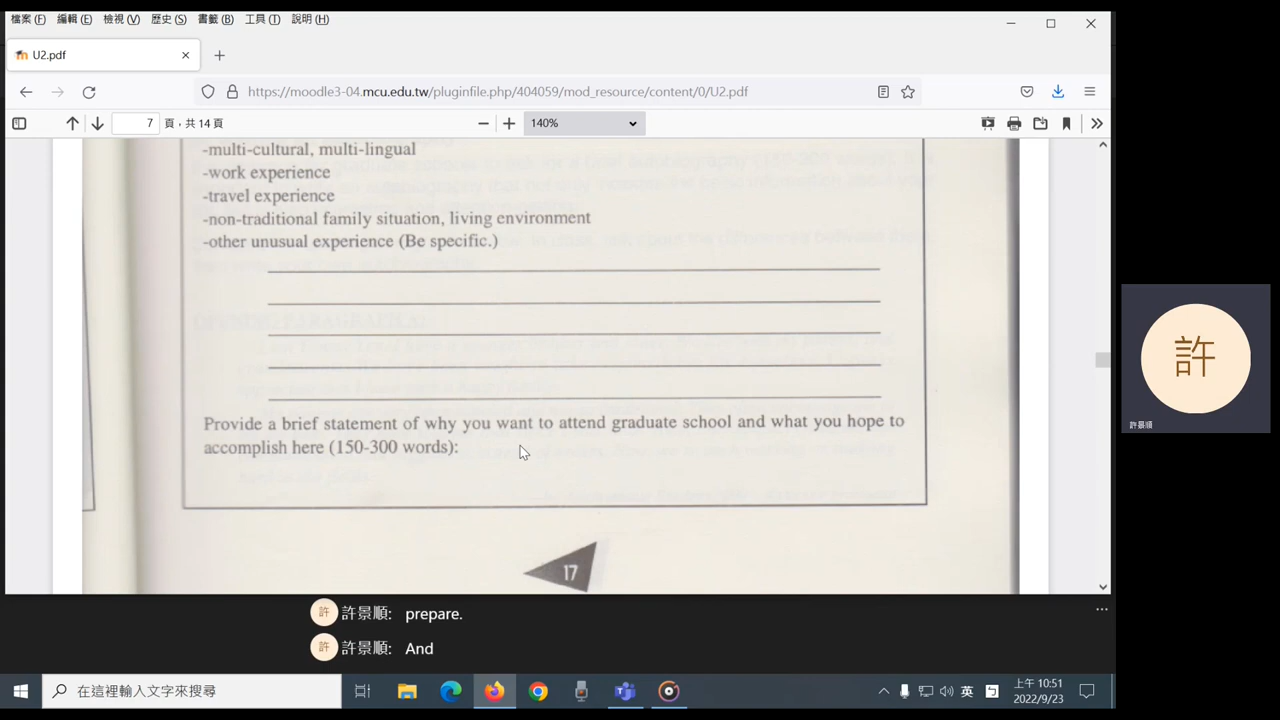 檔案(F) 編輯(E) 檢視(V) 歷史(S) 書籤(B) 工具(T) 說明(H)
U2.pdf
https://moodle3-04.mcu.edu.tw/pluginfile.php/404059/mod_resource/content/0/U2.pdf
7 頁，共 14 頁
140%
-multi-cultural, multi-lingual
-work experience
-travel experience
-non-traditional family situation, living environment
-other unusual experience (Be specific.)
Provide a brief statement of why you want to attend graduate school and what you hope to
accomplish here (150-300 words):
17
許
許景順
許 許景順: prepare.
許 許景順: And
在這裡輸入文字來搜尋
英
ㄅ
上午 10:51
2022/9/23